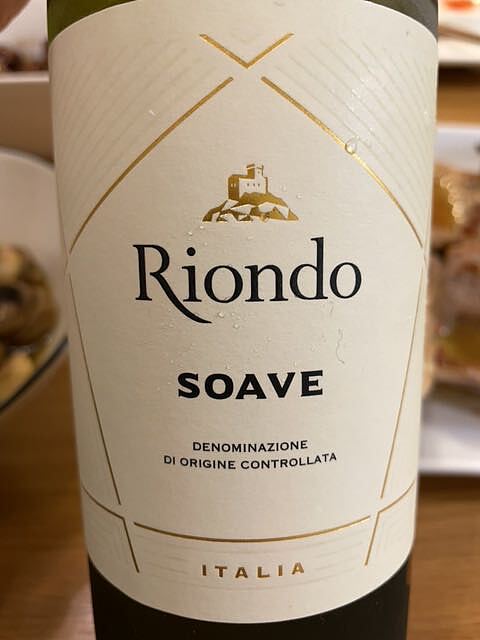 Riondo
SOAVE
DENOMINAZIONE
DI ORIGINE CONTROLLATA
ITALIA